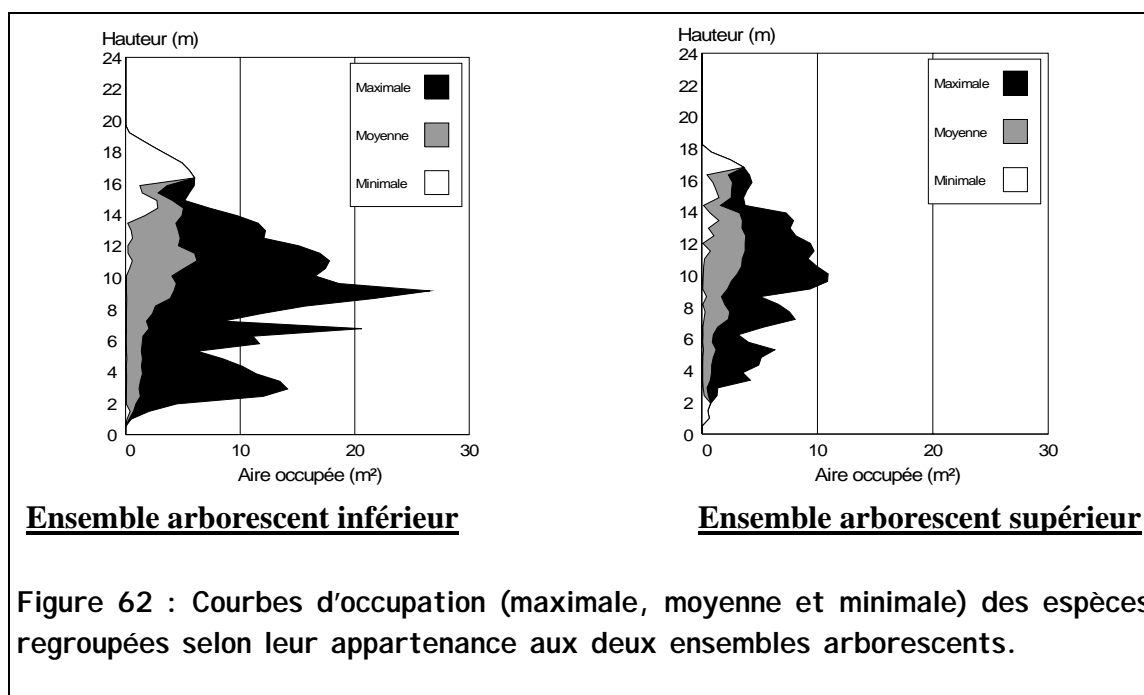 Hauteur (m)
24
22
20
18
16
14
12
10
8
6
4
2
0
0 10 20 30
Aire occupée (m²)
Maximale
Moyenne
Minimale
Ensemble arborescent inférieur
Hauteur (m)
24
22
20
18
16
14
12
10
8
6
4
2
0
0 10 20 30
Aire occupée (m²)
Maximale
Moyenne
Minimale
Ensemble arborescent supérieur
Figure 62 : Courbes d'occupation (maximale, moyenne et minimale) des espèces
regroupées selon leur appartenance aux deux ensembles arborescents.